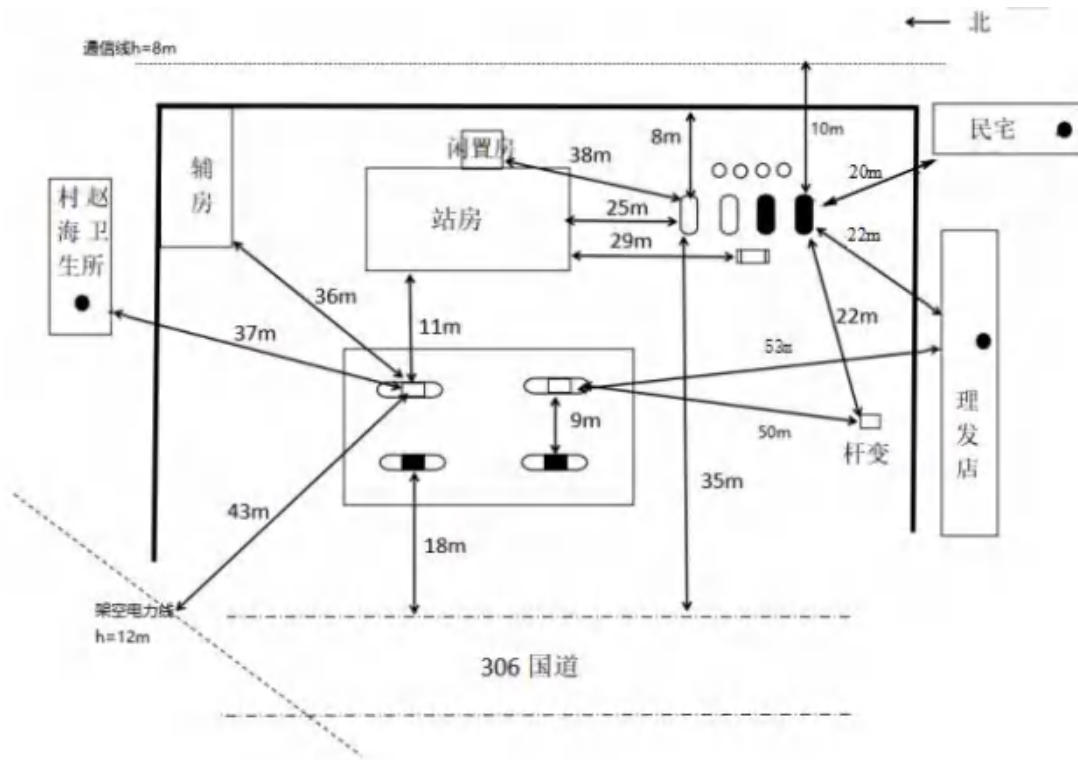 北
通信线h=8m
民宅
辅房
闲置房
38m
8m
10m
20m
站房
25m
29m
22m
村赵
海卫
生所
36m
37m
11m
22m
53m
9m
50m
杆变
理发店
35m
43m
18m
架空电力线
h=12m
306 国道